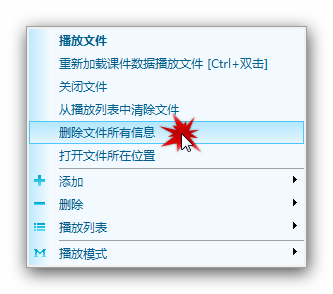 播放文件
重新加载课件数据播放文件 [Ctrl+双击]
关闭文件
从播放列表中清除文件
删除文件所有信息
打开文件所在位置
添加
删除
播放列表
播放模式